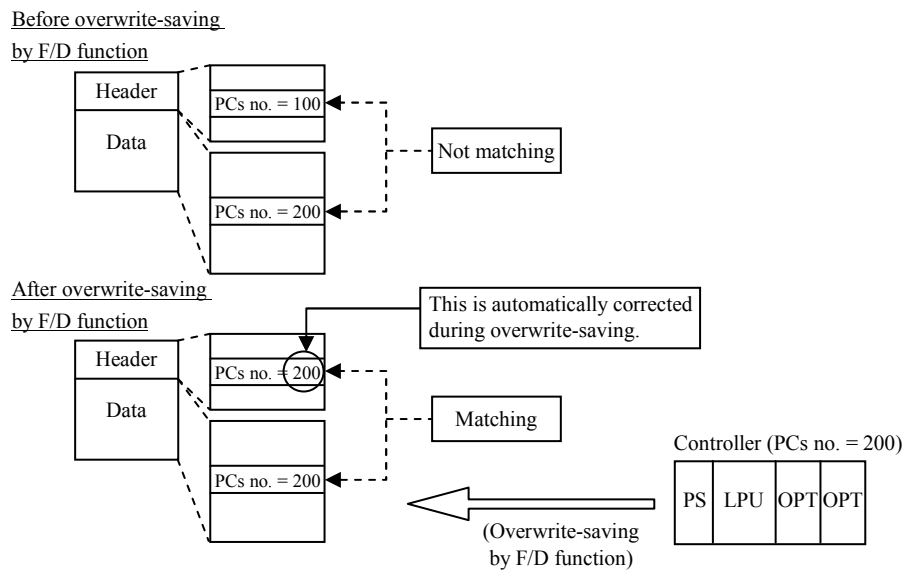 Before overwrite-saving
by F/D function
Header
Data
PCs no. = 100
PCs no. = 200
Not matching
After overwrite-saving
by F/D function
This is automatically corrected
during overwrite-saving.
Header
Data
PCs no. = 200
PCs no. = 200
Matching
Controller (PCs no. = 200)
PS LPU OPT OPT
(Overwrite-saving
by F/D function)